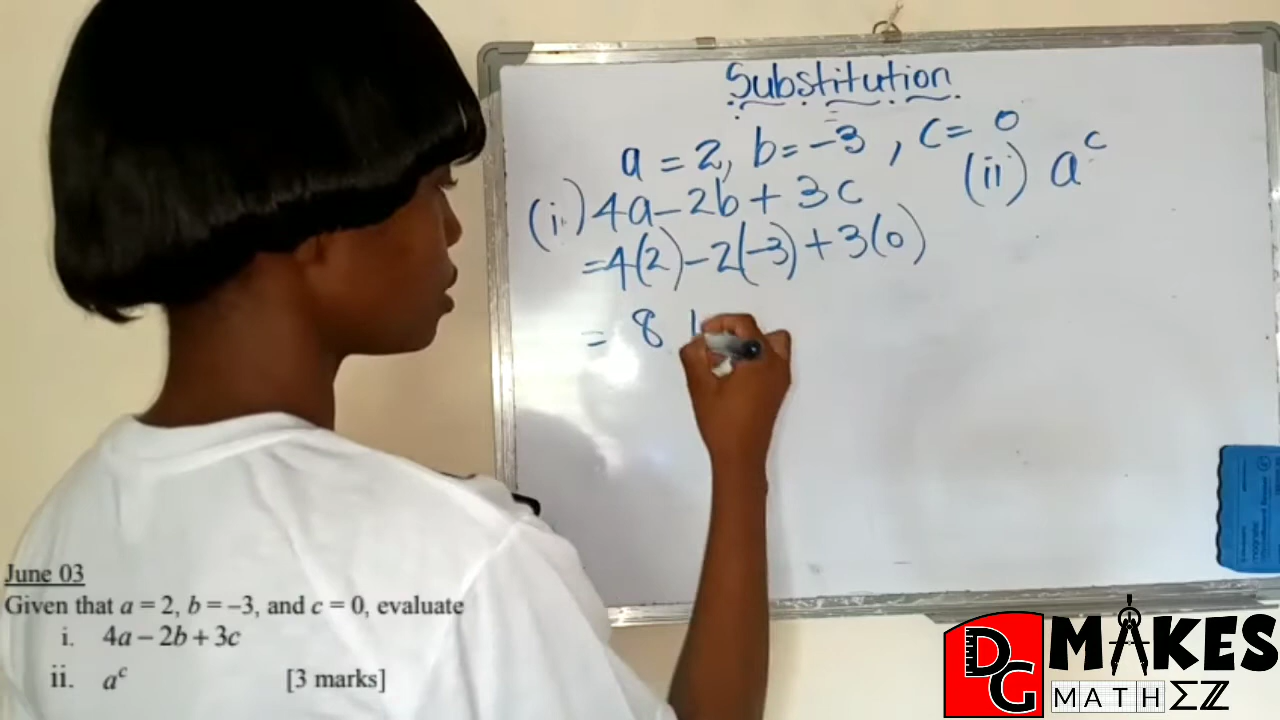 Substitution
a = 2, b = -3, c = 0
(i) 4a - 2b + 3c
(ii) a^c
= 4(2) - 2(-3) + 3(0)
= 8
June 03
Given that a = 2, b = –3, and c = 0, evaluate
i. 4a – 2b + 3c
ii. a^c [3 marks]
DG MAKES
MATH ΣZ